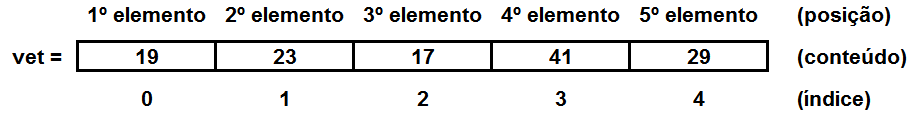 1º elemento 2º elemento 3º elemento 4º elemento 5º elemento (posição)
vet = 19 23 17 41 29 (conteúdo)
0 1 2 3 4 (índice)